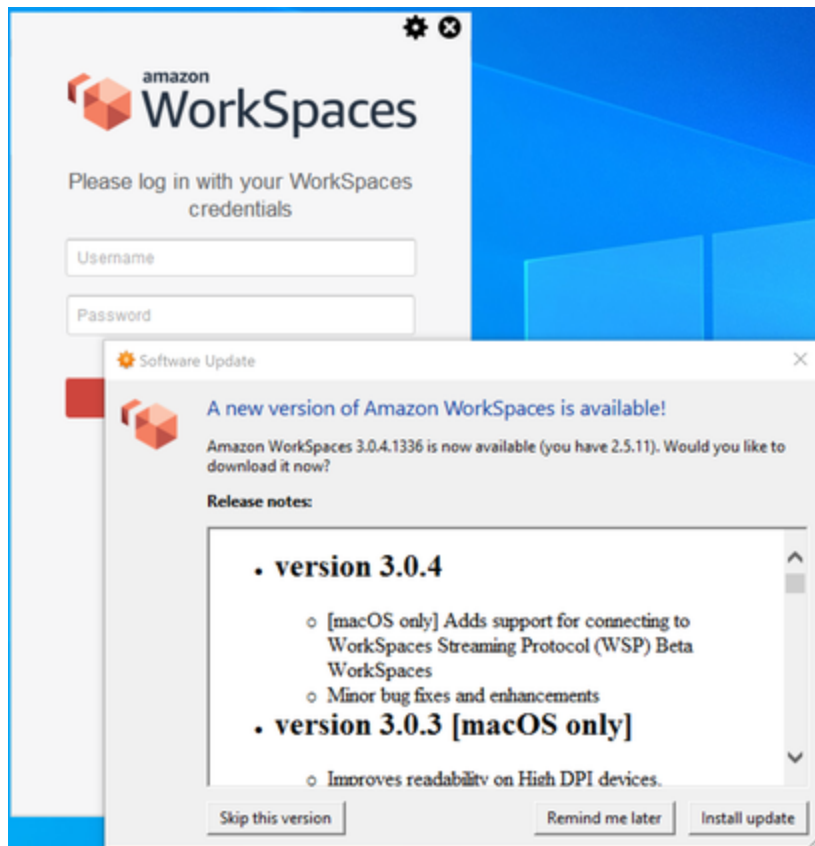 amazon
WorkSpaces
Please log in with your WorkSpaces
credentials
Username
Password
Software Update
A new version of Amazon WorkSpaces is available!
Amazon WorkSpaces 3.0.4.1336 is now available (you have 2.5.11). Would you like to
download it now?
Release notes:
• version 3.0.4
○ [macOS only] Adds support for connecting to
WorkSpaces Streaming Protocol (WSP) Beta
WorkSpaces
○ Minor bug fixes and enhancements
• version 3.0.3 [macOS only]
○ Improves readability on High DPI devices.
Skip this version
Remind me later
Install update